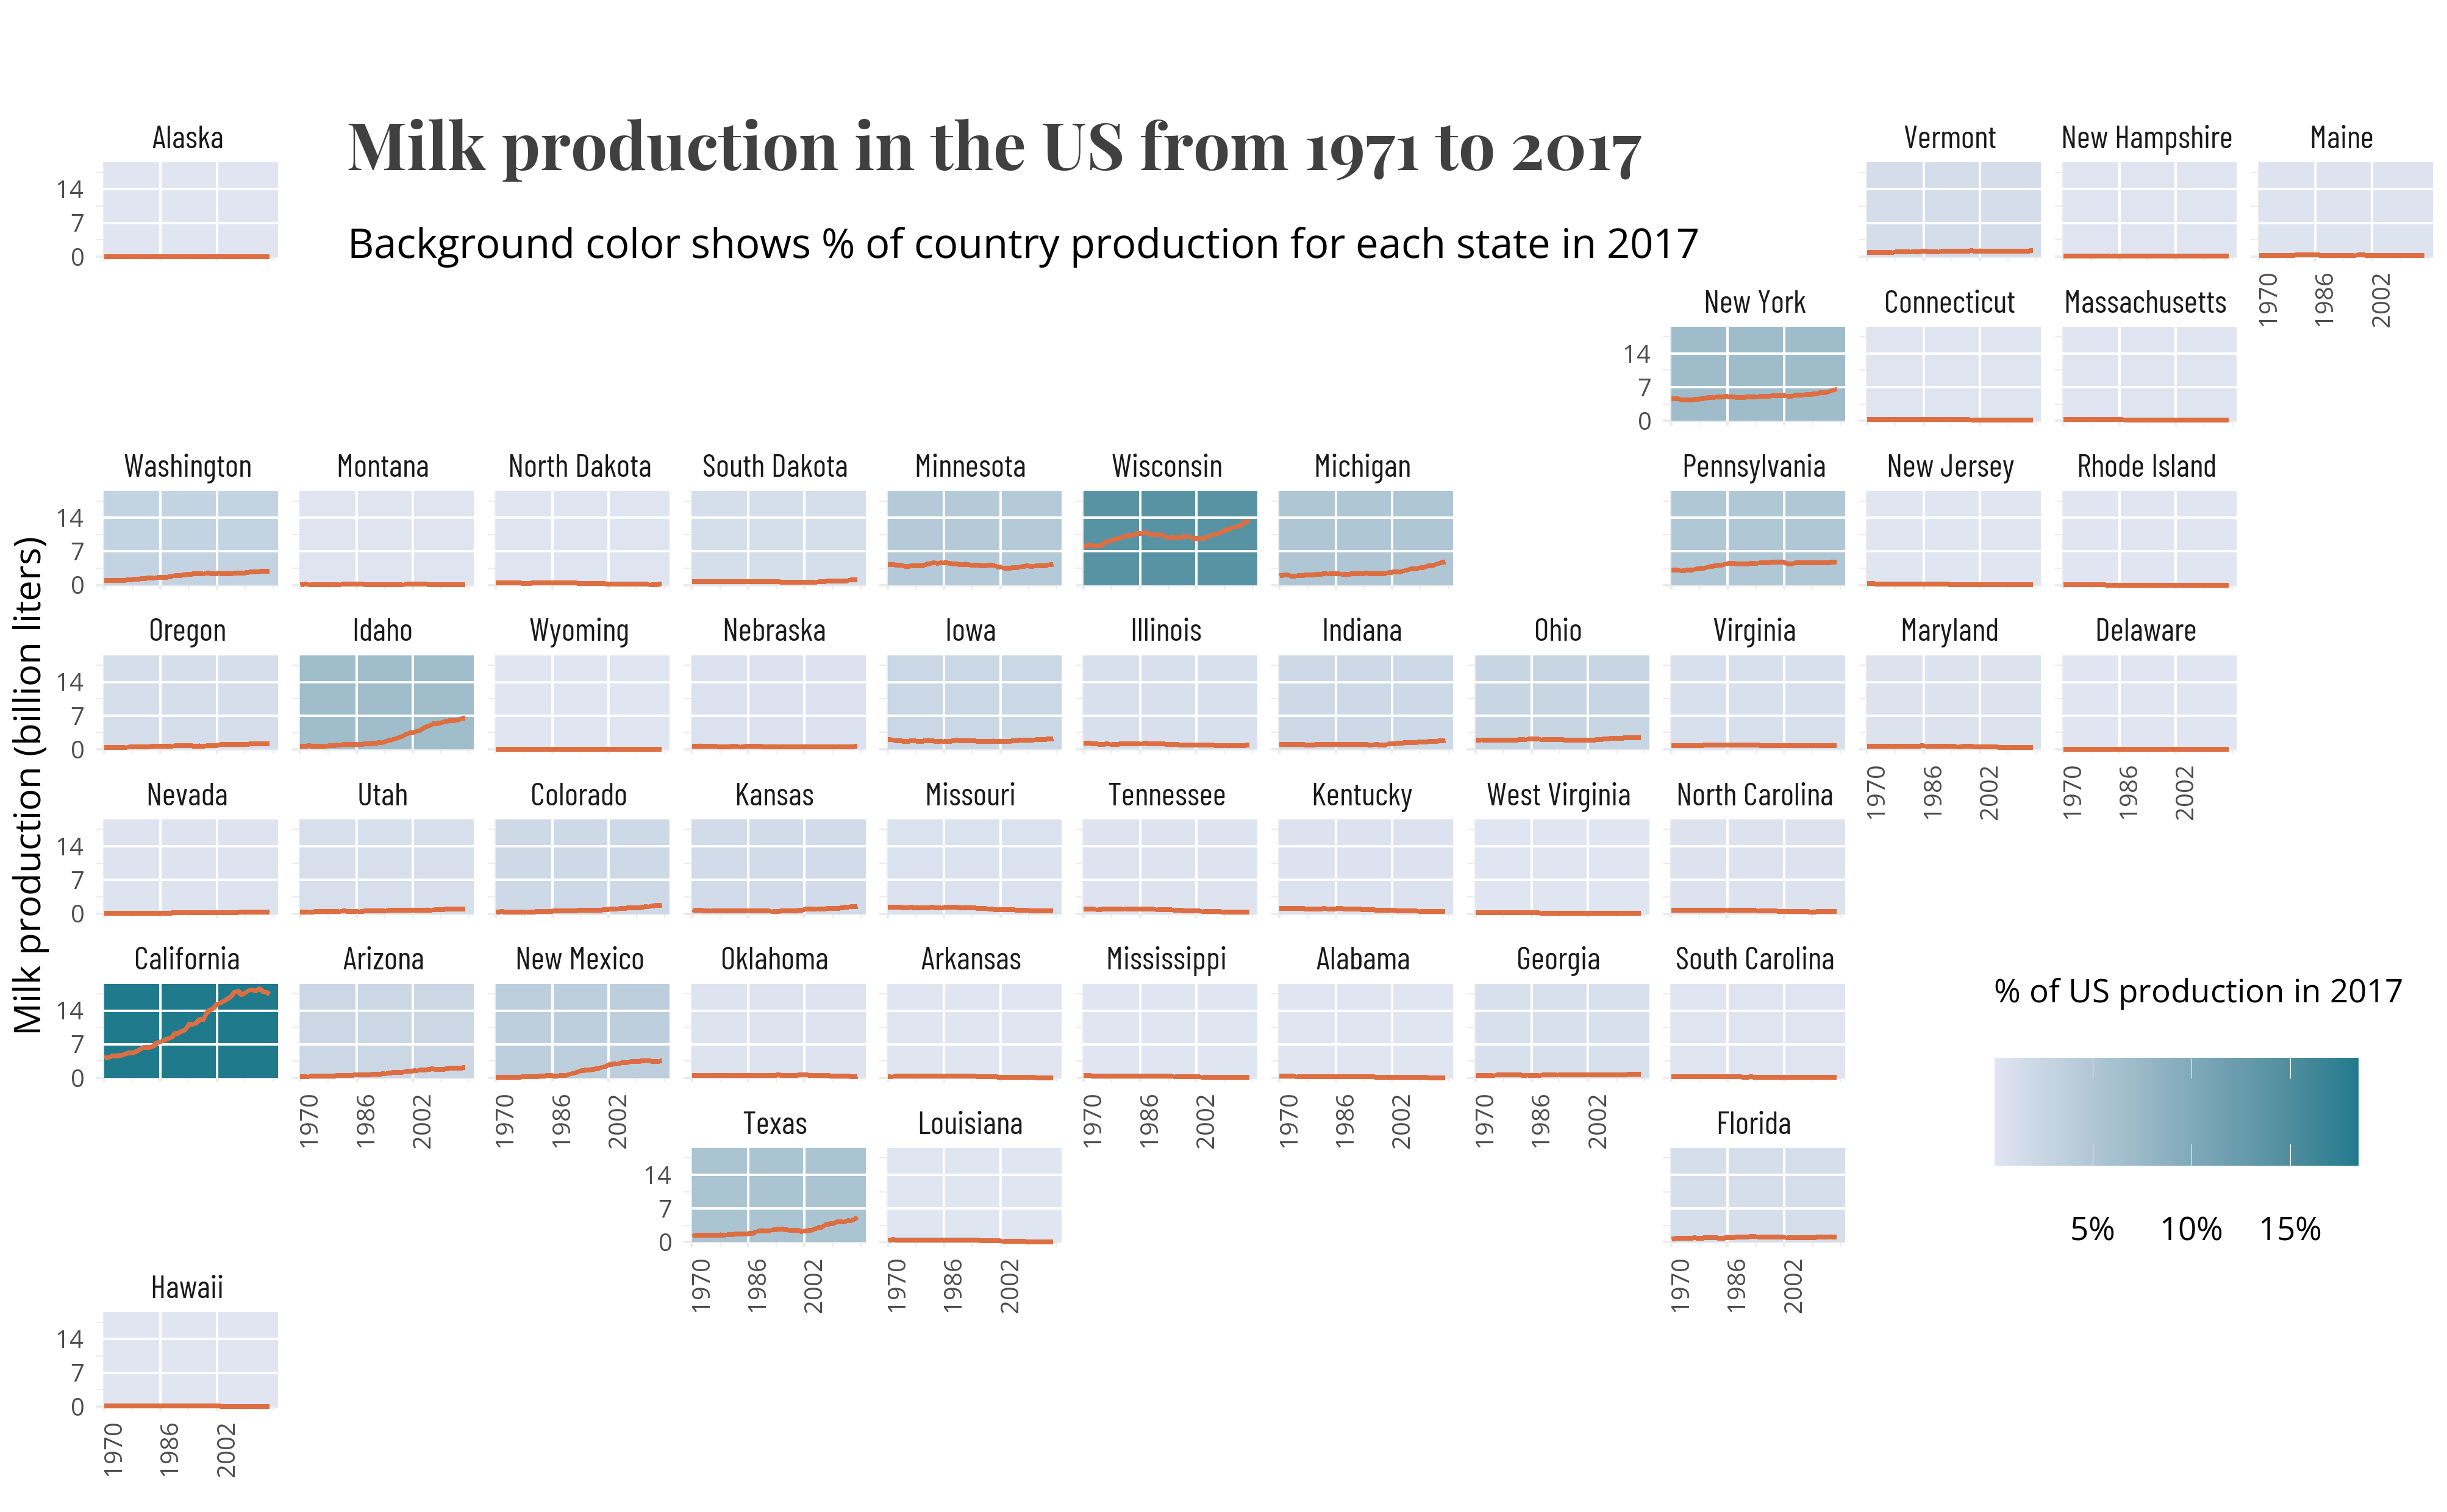 Milk production in the US from 1971 to 2017
Background color shows % of country production for each state in 2017
Alaska
Vermont
New Hampshire
Maine
14
7
0
1970
1986
2002
New York
Connecticut
Massachusetts
14
7
0
Washington
Montana
North Dakota
South Dakota
Minnesota
Wisconsin
Michigan
Pennsylvania
New Jersey
Rhode Island
14
7
0
Milk production (billion liters)
Oregon
Idaho
Wyoming
Nebraska
Iowa
Illinois
Indiana
Ohio
Virginia
Maryland
Delaware
14
7
0
1970
1986
2002
1970
1986
2002
Nevada
Utah
Colorado
Kansas
Missouri
Tennessee
Kentucky
West Virginia
North Carolina
14
7
0
California
Arizona
New Mexico
Oklahoma
Arkansas
Mississippi
Alabama
Georgia
South Carolina
14
7
0
1970
1986
2002
1970
1986
2002
1970
1986
2002
1970
1986
2002
1970
1986
2002
Texas
Louisiana
Florida
14
7
0
1970
1986
2002
1970
1986
2002
1970
1986
2002
% of US production in 2017
5%
10%
15%
Hawaii
14
7
0
1970
1986
2002